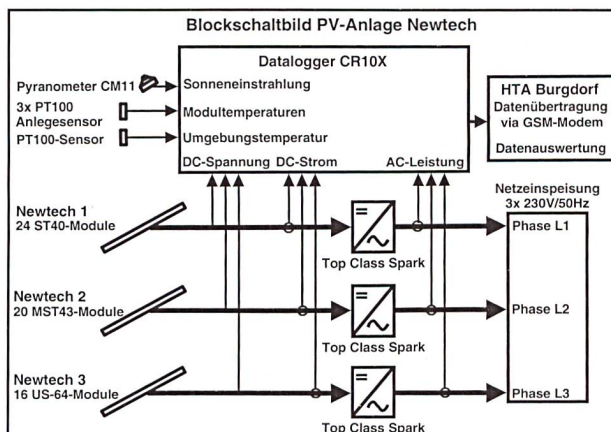 Blockschaltbild PV-Anlage Newtech
Datalogger CR10X
Pyranometer CM11
Sonneneinstrahlung
3x PT100
Anlegesensor
Modultemperaturen
PT100-Sensor
Umgebungstemperatur
DC-Spannung DC-Strom AC-Leistung
HTA Burgdorf
Datenübertragung
via GSM-Modem
Datenauswertung
Netzeinspeisung
3x 230V/50Hz
Newtech 1
24 ST40-Module
Top Class Spark
Phase L1
Newtech 2
20 MST43-Module
Top Class Spark
Phase L2
Newtech 3
16 US-64-Module
Top Class Spark
Phase L3